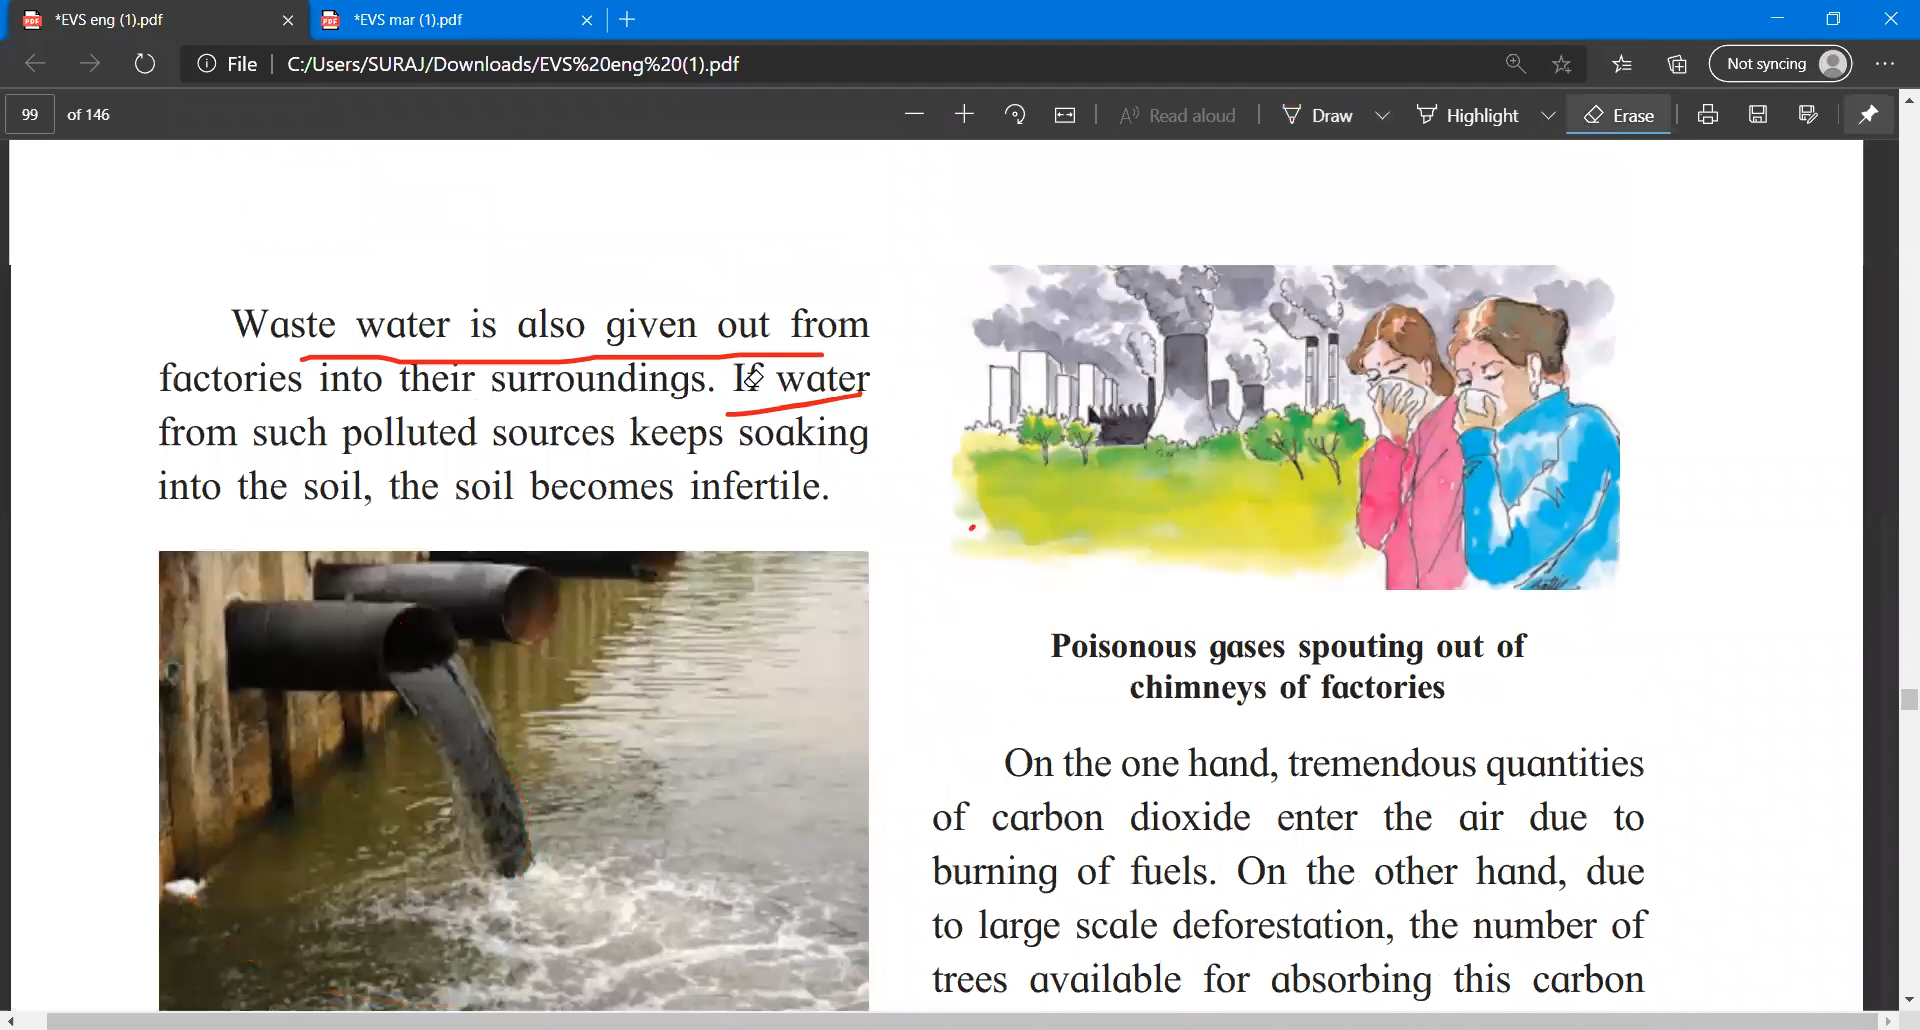 *EVS eng (1).pdf
*EVS mar (1).pdf
File
C:/Users/SURAJ/Downloads/EVS%20eng%20(1).pdf
Not syncing
99 of 146
Read aloud
Draw
Highlight
Erase
Waste water is also given out from
factories into their surroundings. If water
from such polluted sources keeps soaking
into the soil, the soil becomes infertile.
Poisonous gases spouting out of
chimneys of factories
On the one hand, tremendous quantities
of carbon dioxide enter the air due to
burning of fuels. On the other hand, due
to large scale deforestation, the number of
trees available for absorbing this carbon